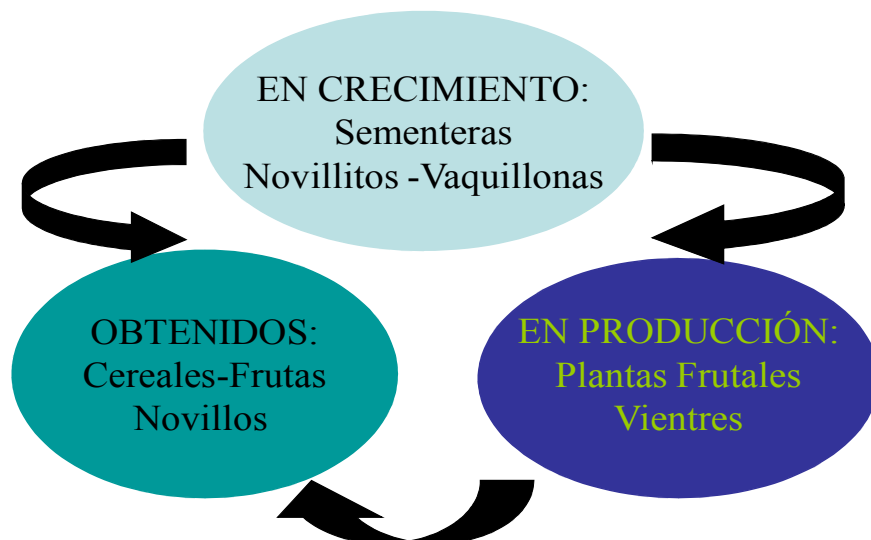 EN CRECIMIENTO:
Sementeras
Novillitos -Vaquillonas
OBTENIDOS:
Cereales-Frutas
Novillos
EN PRODUCCIÓN:
Plantas Frutales
Vientres